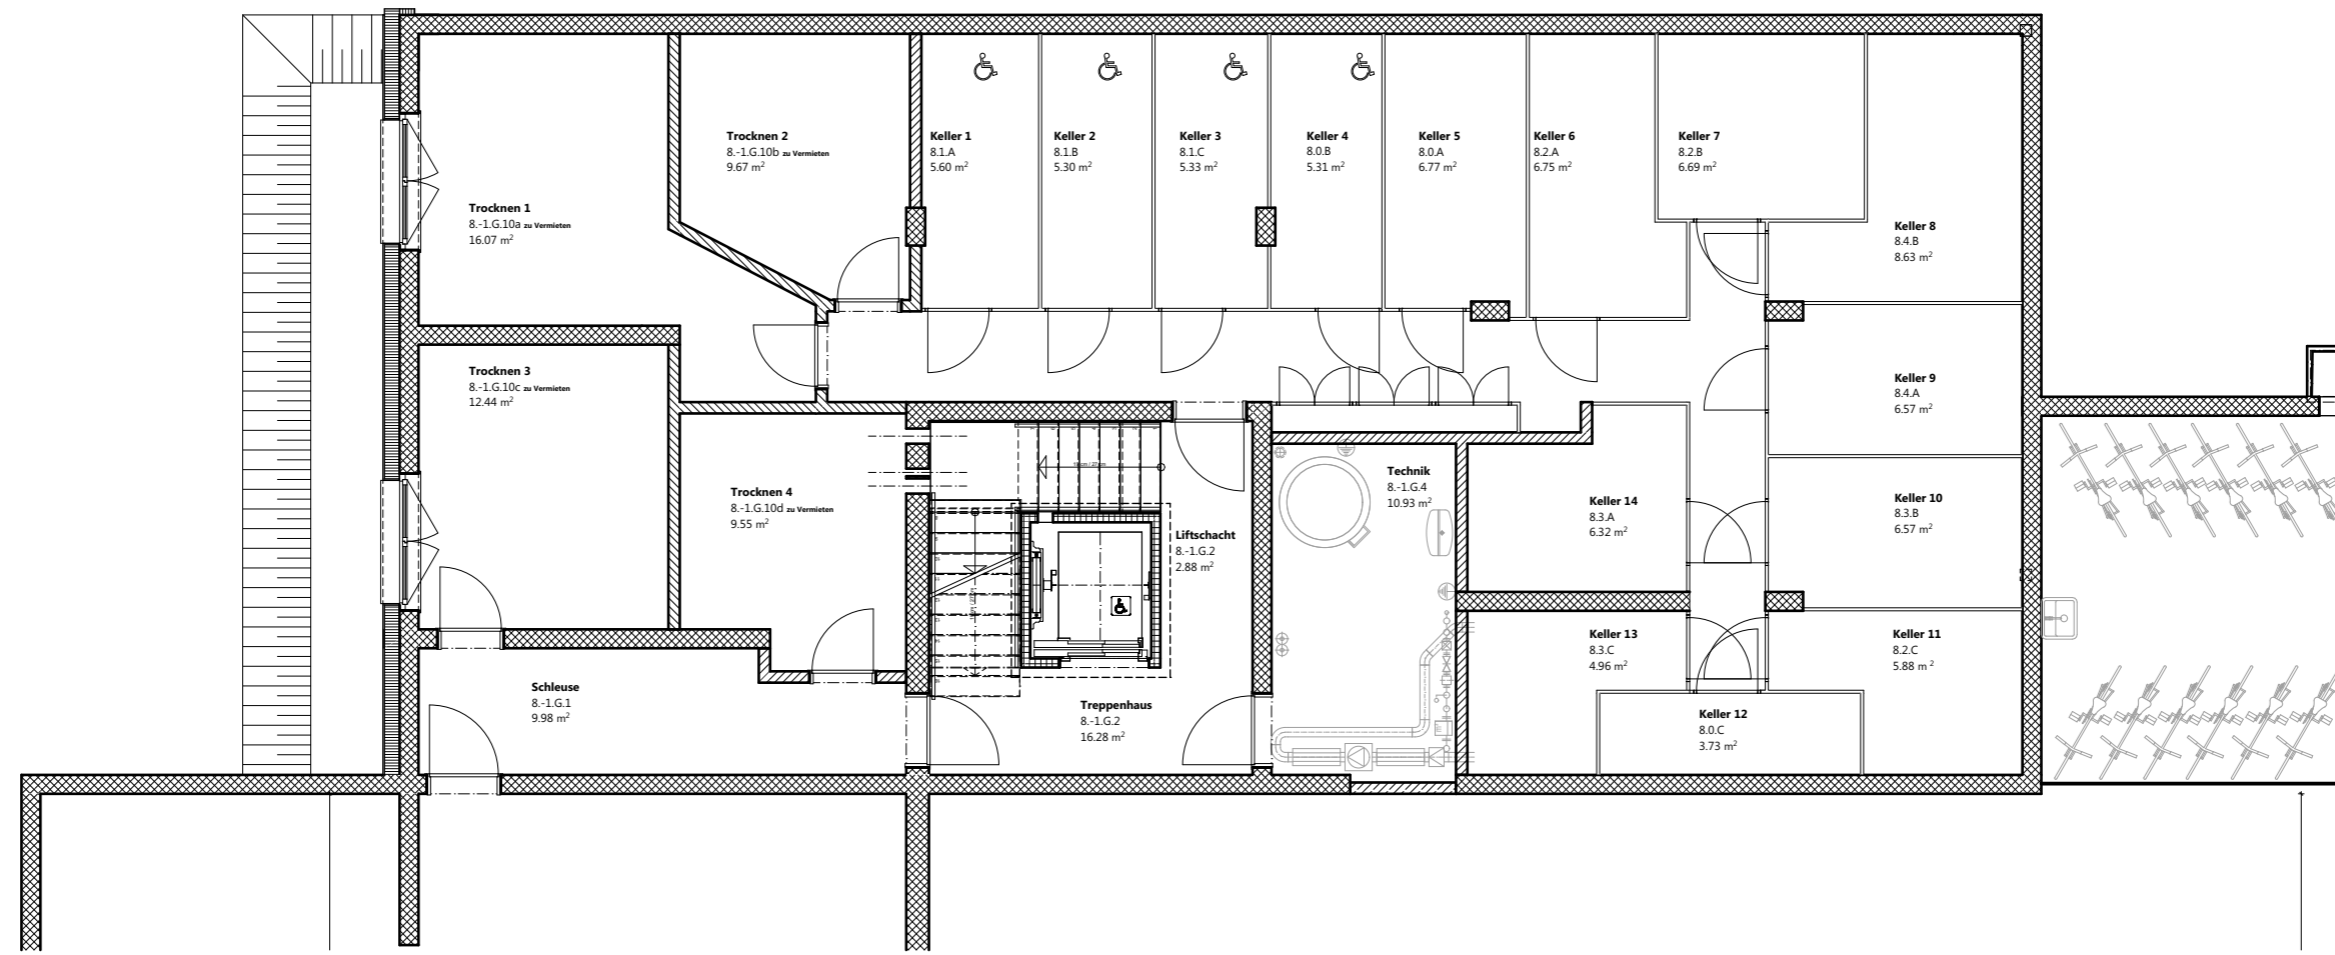 Trocknen 1
8.-1.G.10a zu Vermieten
16.07 m²
Trocknen 2
8.-1.G.10b zu Vermieten
9.67 m²
Keller 1
8.1.A
5.60 m²
Keller 2
8.1.B
5.30 m²
Keller 3
8.1.C
5.33 m²
Keller 4
8.0.B
5.31 m²
Keller 5
8.0.A
6.77 m²
Keller 6
8.2.A
6.75 m²
Keller 7
8.2.B
6.69 m²
Keller 8
8.4.B
8.63 m²
Trocknen 3
8.-1.G.10c zu Vermieten
12.44 m²
Keller 9
8.4.A
6.57 m²
Trocknen 4
8.-1.G.10d zu Vermieten
9.55 m²
Liftschacht
8.-1.G.2
2.88 m²
Technik
8.-1.G.4
10.93 m²
Keller 14
8.3.A
6.32 m²
Keller 10
8.3.B
6.57 m²
Keller 13
8.3.C
4.96 m²
Keller 11
8.2.C
5.88 m ²
Schleuse
8.-1.G.1
9.98 m²
Treppenhaus
8.-1.G.2
16.28 m²
Keller 12
8.0.C
3.73 m²